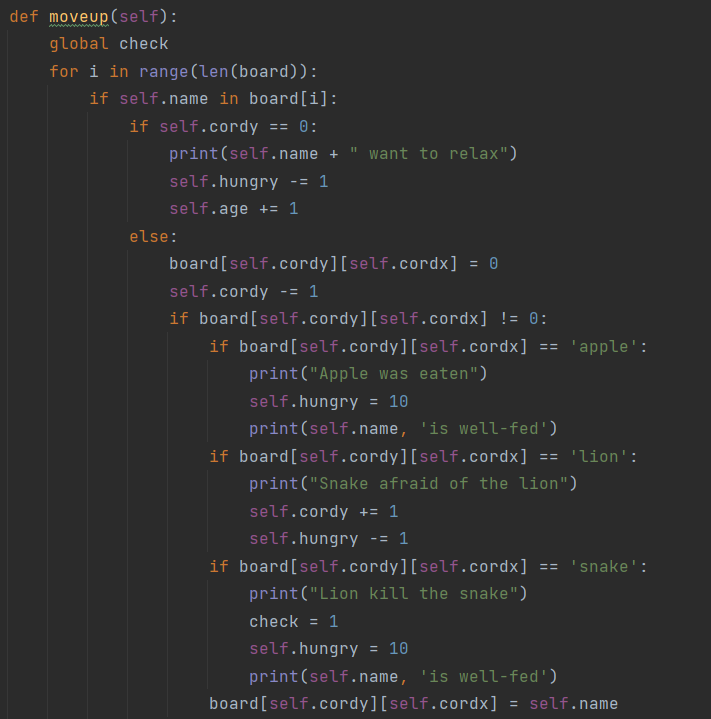 def moveup(self):
    global check
    for i in range(len(board)):
        if self.name in board[i]:
            if self.cordy == 0:
                print(self.name + " want to relax")
                self.hungry -= 1
                self.age += 1
            else:
                board[self.cordy][self.cordx] = 0
                self.cordy -= 1
                if board[self.cordy][self.cordx] != 0:
                    if board[self.cordy][self.cordx] == 'apple':
                        print("Apple was eaten")
                        self.hungry = 10
                        print(self.name, 'is well-fed')
                    if board[self.cordy][self.cordx] == 'lion':
                        print("Snake afraid of the lion")
                        self.cordy += 1
                        self.hungry -= 1
                    if board[self.cordy][self.cordx] == 'snake':
                        print("Lion kill the snake")
                        check = 1
                        self.hungry = 10
                        print(self.name, 'is well-fed')
                    board[self.cordy][self.cordx] = self.name